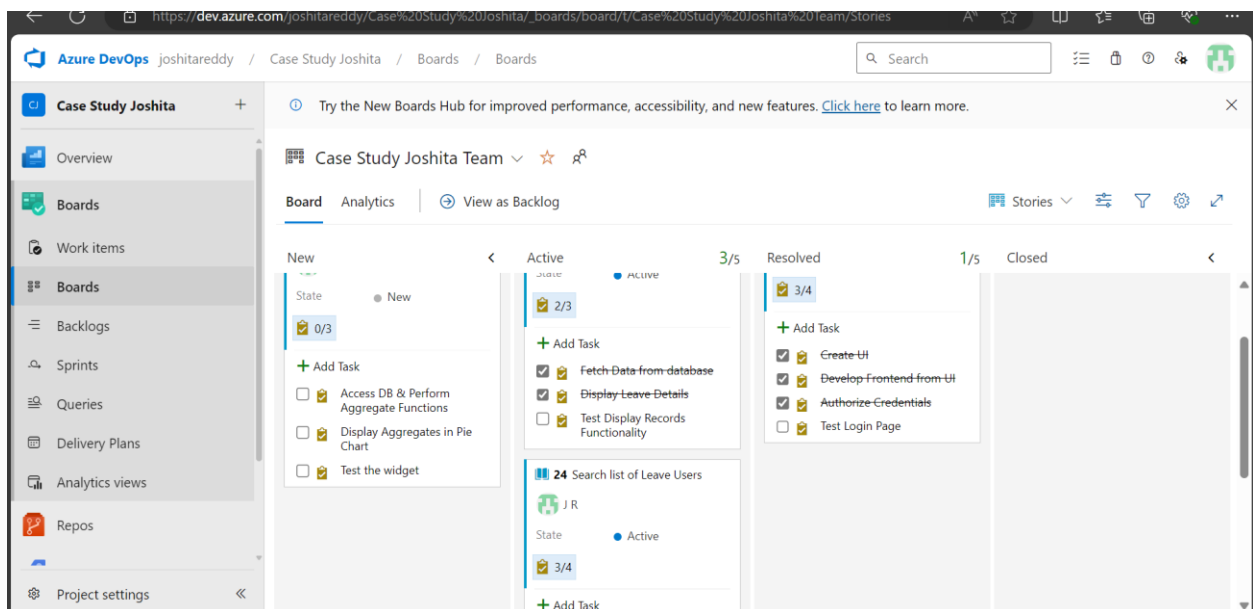 https://dev.azure.com/joshitareddy/Case%20Study%20Joshita/_boards/board/t/Case%20Study%20Joshita%20Team/Stories
Azure DevOps joshitareddy / Case Study Joshita / Boards / Boards
Search
CJ Case Study Joshita +
Try the New Boards Hub for improved performance, accessibility, and new features. Click here to learn more.
Overview
Boards
Work items
Boards
Backlogs
Sprints
Queries
Delivery Plans
Analytics views
Repos
Project settings
Case Study Joshita Team
Board Analytics View as Backlog
Stories
New
State New
0/3
+ Add Task
Access DB & Perform
Aggregate Functions
Display Aggregates in Pie
Chart
Test the widget
Active 3/5
State Active
2/3
+ Add Task
Fetch Data from database
Display Leave Details
Test Display Records
Functionality
24 Search list of Leave Users
J R
State Active
3/4
+ Add Task
Resolved 1/5
3/4
+ Add Task
Create UI
Develop Frontend from UI
Authorize Credentials
Test Login Page
Closed